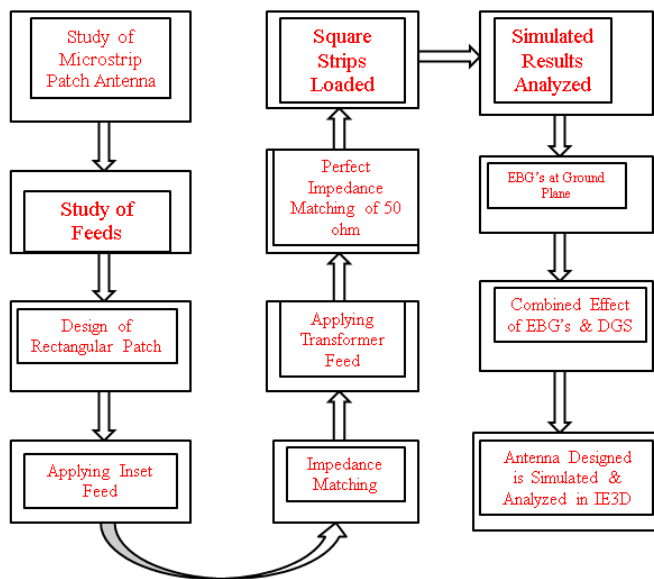 Study of
Microstrip
Patch Antenna
Study of
Feeds
Design of
Rectangular Patch
Applying Inset
Feed
Impedance
Matching
Applying
Transformer
Feed
Perfect
Impedance
Matching of 50
ohm
Square
Strips
Loaded
Simulated
Results
Analyzed
EBG's at Ground
Plane
Combined Effect
of EBG's & DGS
Antenna Designed
is Simulated &
Analyzed in IE3D